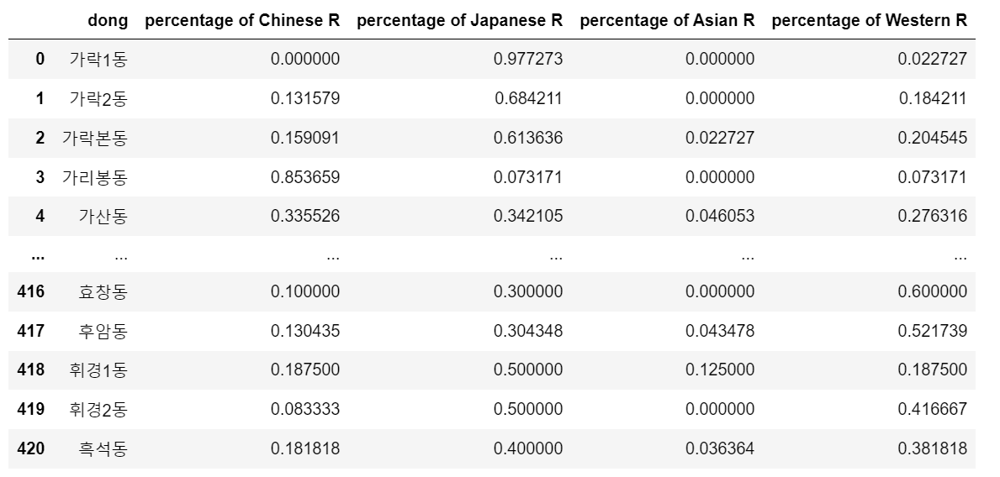 dong percentage of Chinese R percentage of Japanese R percentage of Asian R percentage of Western R
0 가락1동 0.000000 0.977273 0.000000 0.022727
1 가락2동 0.131579 0.684211 0.000000 0.184211
2 가락본동 0.159091 0.613636 0.022727 0.204545
3 가리봉동 0.853659 0.073171 0.000000 0.073171
4 가산동 0.335526 0.342105 0.046053 0.276316
... ... ... ... ... ...
416 효창동 0.100000 0.300000 0.000000 0.600000
417 후암동 0.130435 0.304348 0.043478 0.521739
418 휘경1동 0.187500 0.500000 0.125000 0.187500
419 휘경2동 0.083333 0.500000 0.000000 0.416667
420 흑석동 0.181818 0.400000 0.036364 0.381818